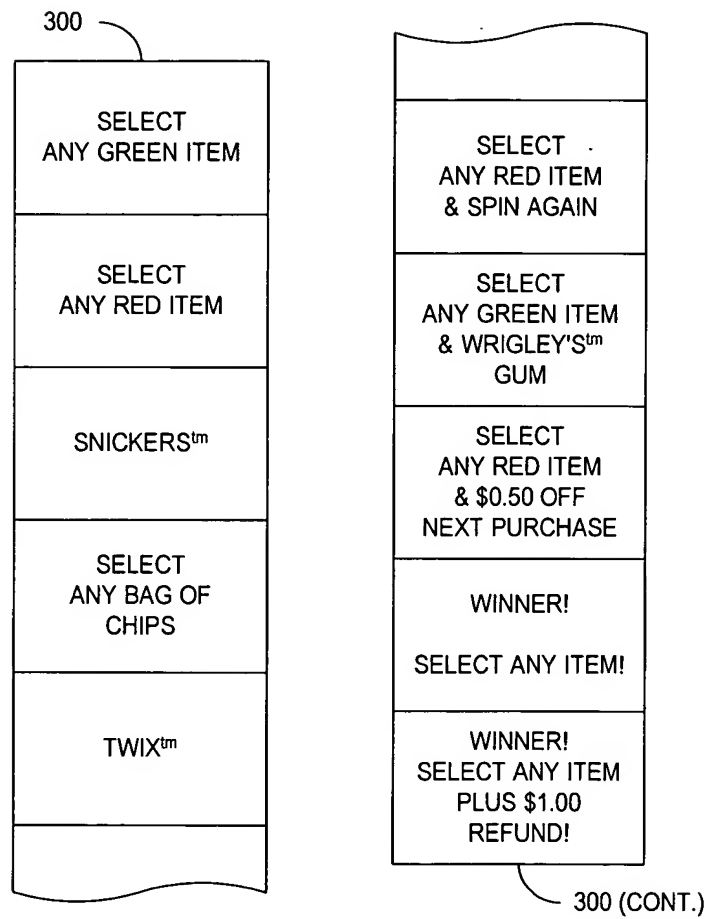 300
SELECT
ANY GREEN ITEM
SELECT
ANY RED ITEM
SNICKERS™
SELECT
ANY BAG OF
CHIPS
TWIX™
SELECT
ANY RED ITEM
& SPIN AGAIN
SELECT
ANY GREEN ITEM
& WRIGLEY'S™
GUM
SELECT
ANY RED ITEM
& $0.50 OFF
NEXT PURCHASE
WINNER!
SELECT ANY ITEM!
WINNER!
SELECT ANY ITEM
PLUS $1.00
REFUND!
300 (CONT.)